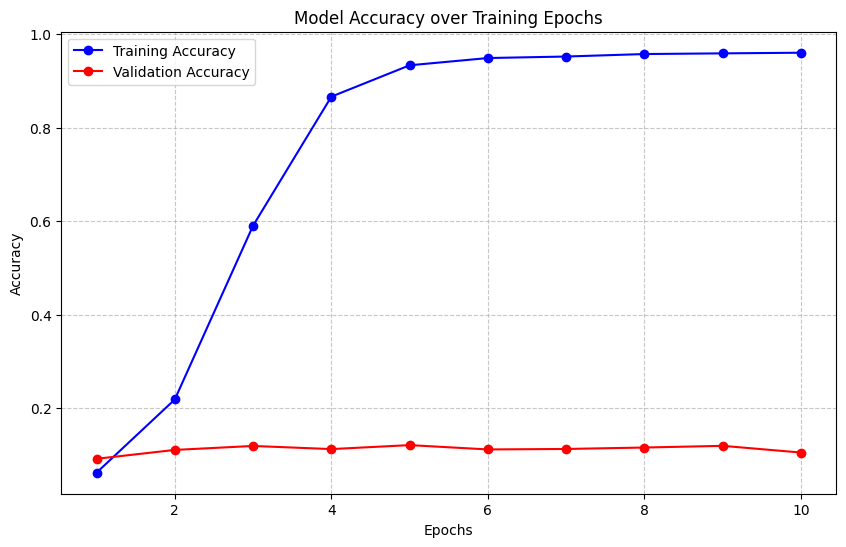 Model Accuracy over Training Epochs
Training Accuracy
Validation Accuracy
Accuracy
1.0
0.8
0.6
0.4
0.2
2 4 6 8 10
Epochs